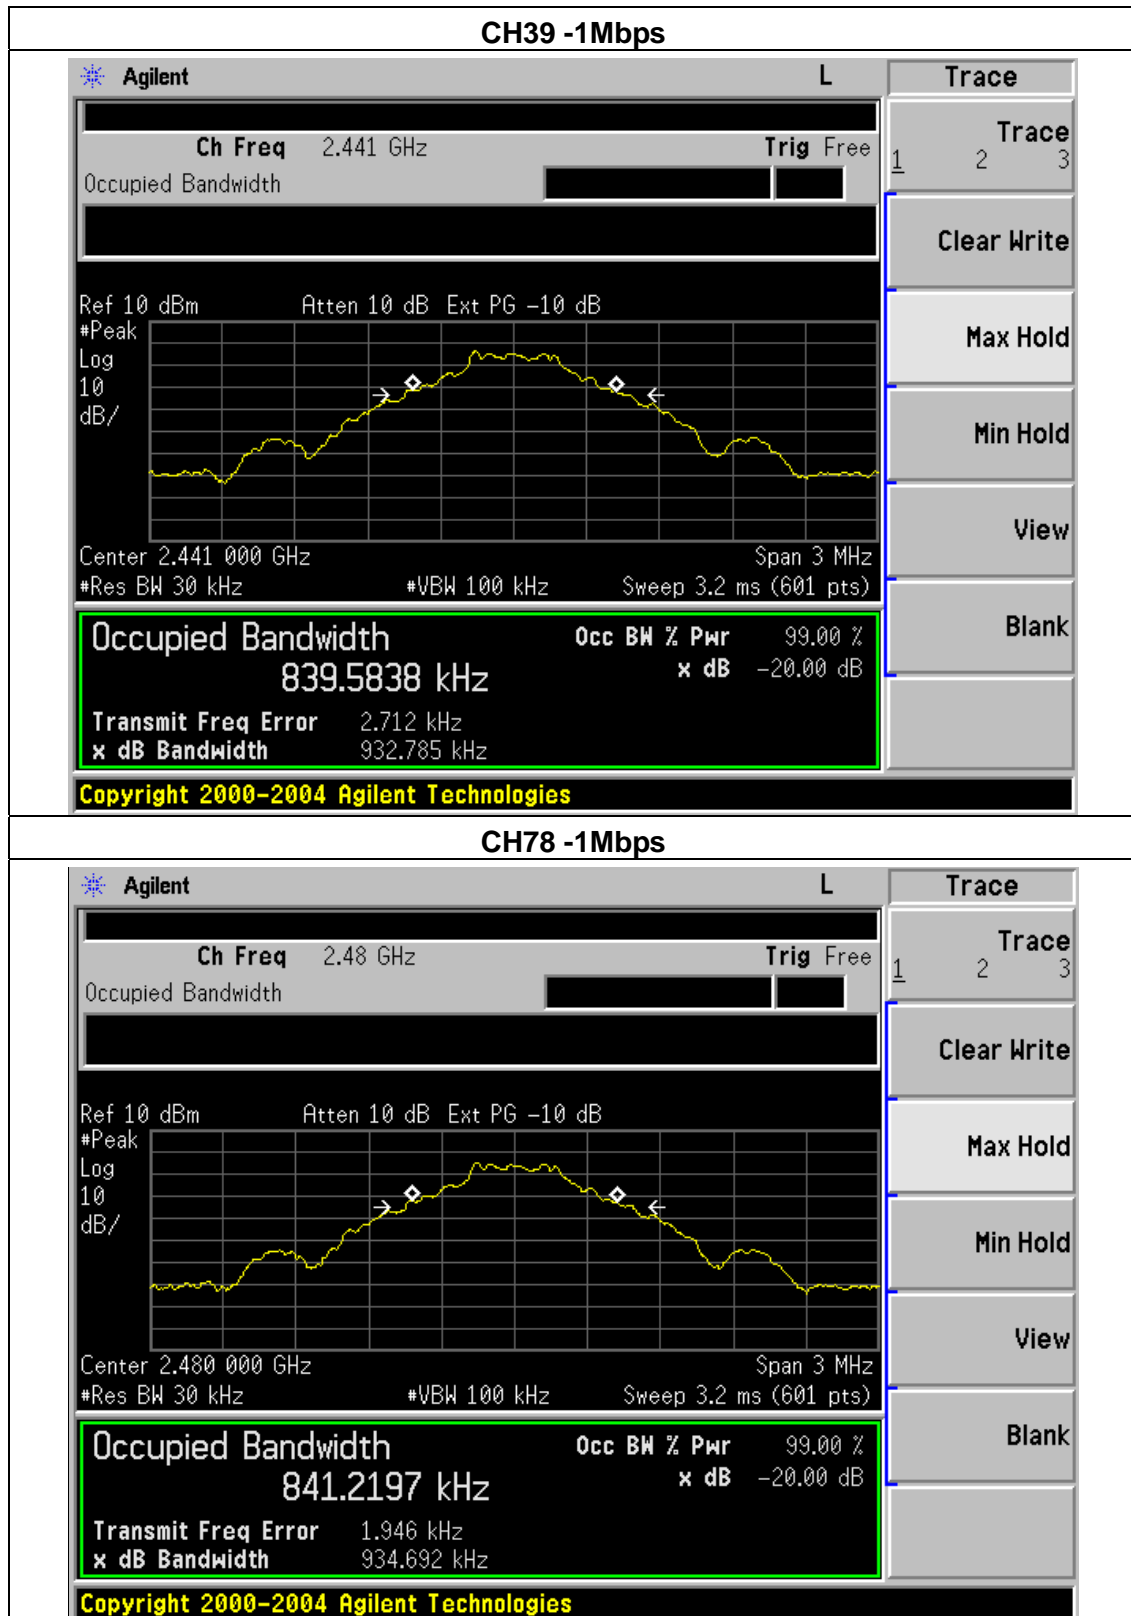 CH39 -1Mbps
Agilent L Trace
Ch Freq 2.441 GHz Trig Free
Occupied Bandwidth
Trace
1 2 3
Clear Write
Max Hold
Min Hold
View
Blank
Ref 10 dBm Atten 10 dB Ext PG -10 dB
#Peak
Log
10
dB/
Center 2.441 000 GHz Span 3 MHz
#Res BW 30 kHz #VBW 100 kHz Sweep 3.2 ms (601 pts)
Occupied Bandwidth Occ BW % Pwr 99.00 %
839.5838 kHz x dB -20.00 dB
Transmit Freq Error 2.712 kHz
x dB Bandwidth 932.785 kHz
Copyright 2000-2004 Agilent Technologies
CH78 -1Mbps
Agilent L Trace
Ch Freq 2.48 GHz Trig Free
Occupied Bandwidth
Trace
1 2 3
Clear Write
Max Hold
Min Hold
View
Blank
Ref 10 dBm Atten 10 dB Ext PG -10 dB
#Peak
Log
10
dB/
Center 2.480 000 GHz Span 3 MHz
#Res BW 30 kHz #VBW 100 kHz Sweep 3.2 ms (601 pts)
Occupied Bandwidth Occ BW % Pwr 99.00 %
841.2197 kHz x dB -20.00 dB
Transmit Freq Error 1.946 kHz
x dB Bandwidth 934.692 kHz
Copyright 2000-2004 Agilent Technologies